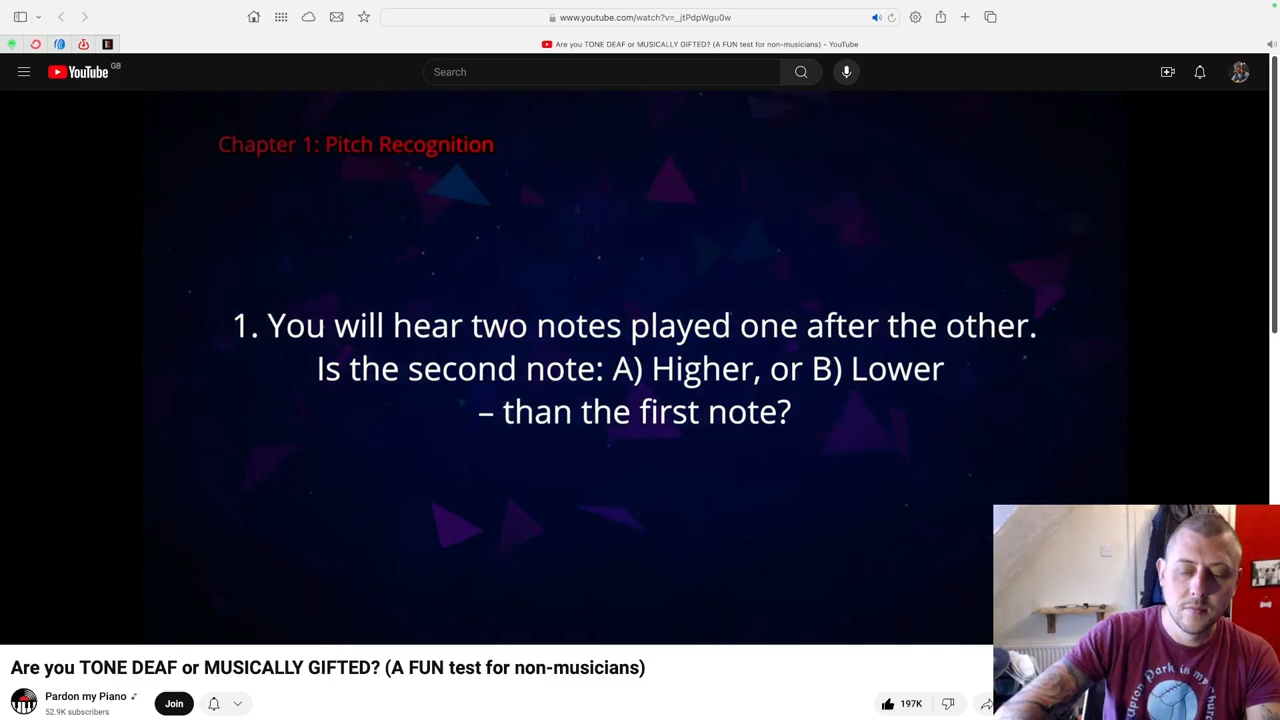 www.youtube.com/watch?v=_jtPdpWgu0w
Are you TONE DEAF or MUSICALLY GIFTED? (A FUN test for non-musicians) - YouTube
YouTube GB
Search
Chapter 1: Pitch Recognition
1. You will hear two notes played one after the other.
Is the second note: A) Higher, or B) Lower
– than the first note?
Are you TONE DEAF or MUSICALLY GIFTED? (A FUN test for non-musicians)
Pardon my Piano
52.9K subscribers
Join
197K
Park is my